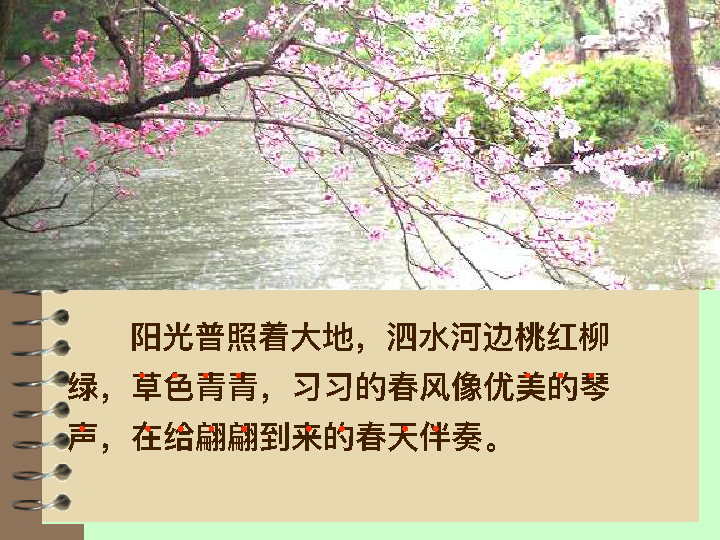 阳光普照着大地，泗水河边桃红柳
绿，草色青青，习习的春风像优美的琴
声，在给翩翩到来的春天伴奏。